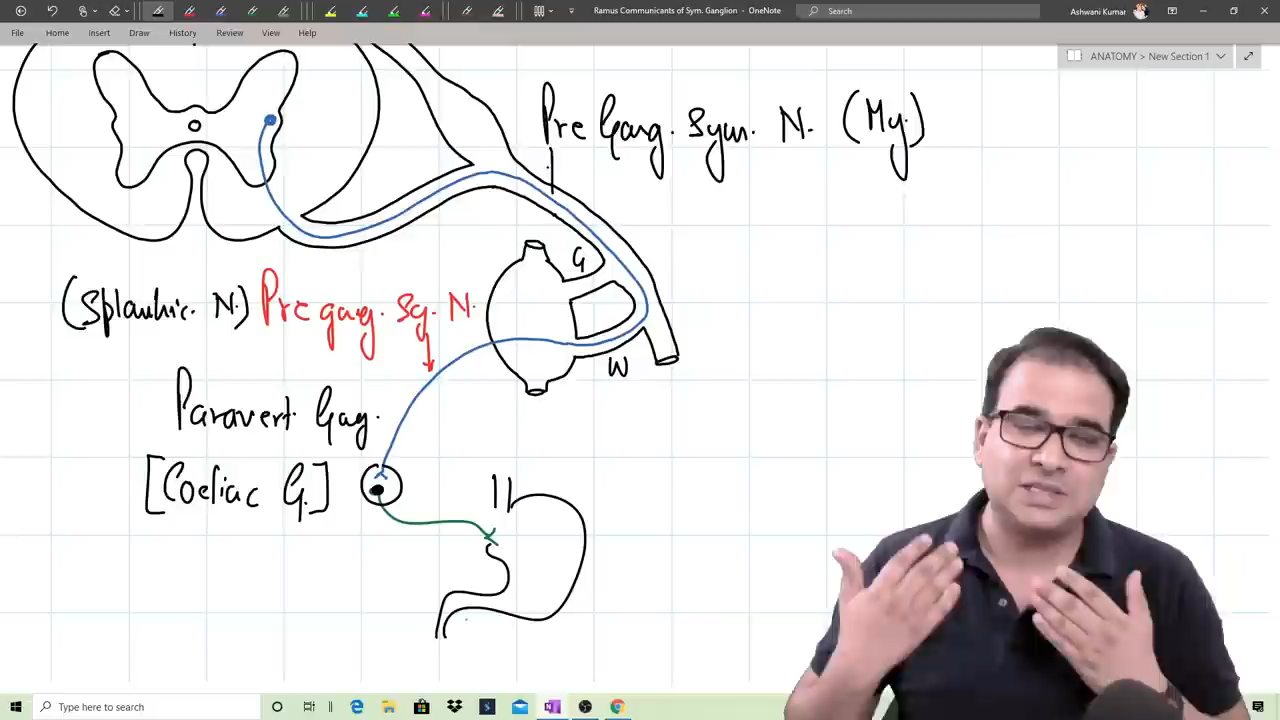 Ramus Communicants of Sym. Ganglion - OneNote
Search
Ashwani Kumar
File Home Insert Draw History Review View Help
ANATOMY > New Section 1
Pre Gang. Sym. N. (My.)
G
(Splanhic. N.) Pre gang. Sy. N.
W
Paravert. Gag.
[Coeliac G.]
Type here to search